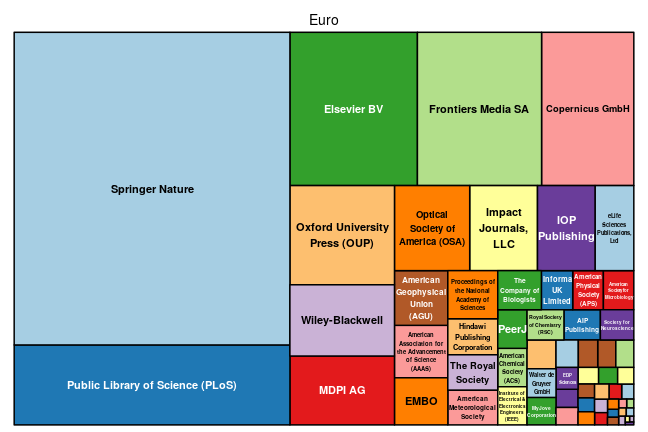 Euro
Springer Nature
Public Library of Science (PLoS)
Elsevier BV
Frontiers Media SA
Copernicus GmbH
Oxford University
Press (OUP)
Optical
Society of
America (OSA)
Impact
Journals,
LLC
IOP
Publishing
eLife
Sciences
Publications,
Ltd
Wiley-Blackwell
MDPI AG
American
Geophysical
Union
(AGU)
American
Association for
the Advancement
of Science
(AAAS)
EMBO
Proceedings of
the National
Academy of
Sciences
Hindawi
Publishing
Corporation
The Royal
Society
American
Meteorological
Society
The
Company of
Biologists
Informa
UK
Limited
American
Physical
Society
(APS)
American
Society for
Microbiology
PeerJ
Royal Society
of Chemistry
(RSC)
AIP
Publishing
Society for
Neuroscience
American
Chemical
Society
(ACS)
Institute of
Electrical &
Electronics
Engineers
(IEEE)
Walter de
Gruyter
GmbH
EDP
Sciences
MyJove
Corporation